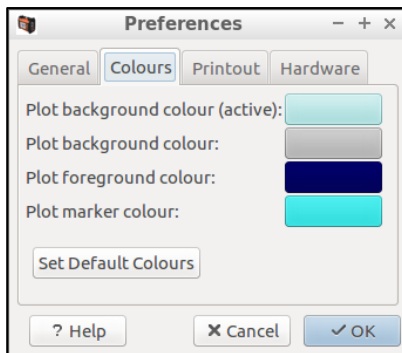 Preferences
General Colours Printout Hardware
Plot background colour (active):
Plot background colour:
Plot foreground colour:
Plot marker colour:
Set Default Colours
? Help Cancel OK